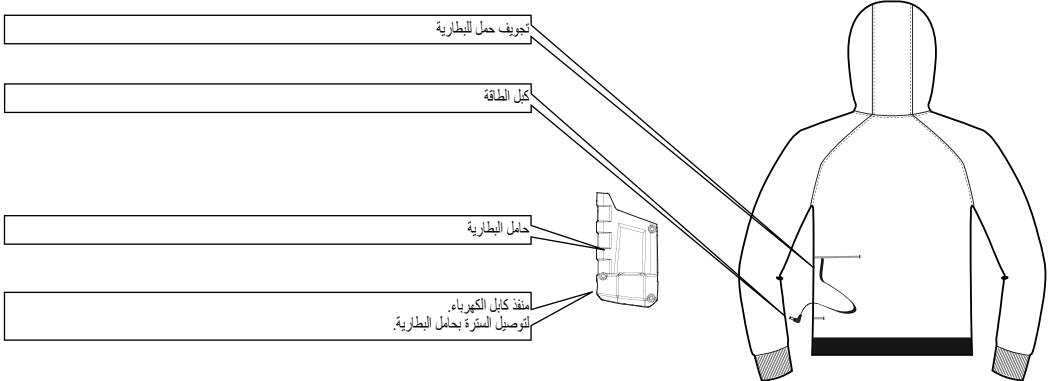 تجويف حمل للبطارية
كبل الطاقة
حامل البطارية
منفذ كابل الكهرباء.
لتوصيل السترة بحامل البطارية.